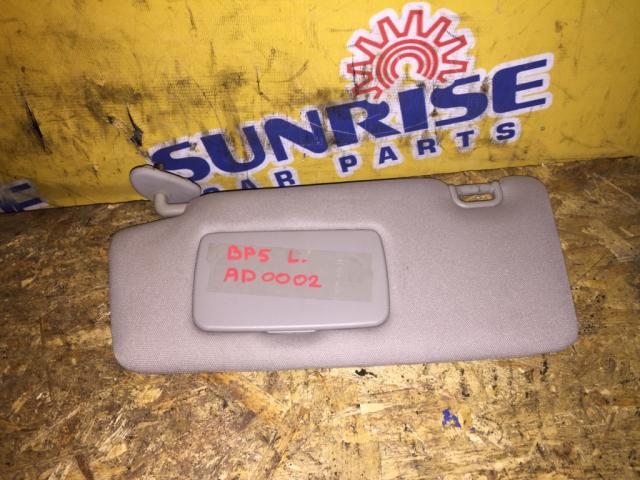 SUNRISE
CAR PARTS
BP5 L.
AD0002